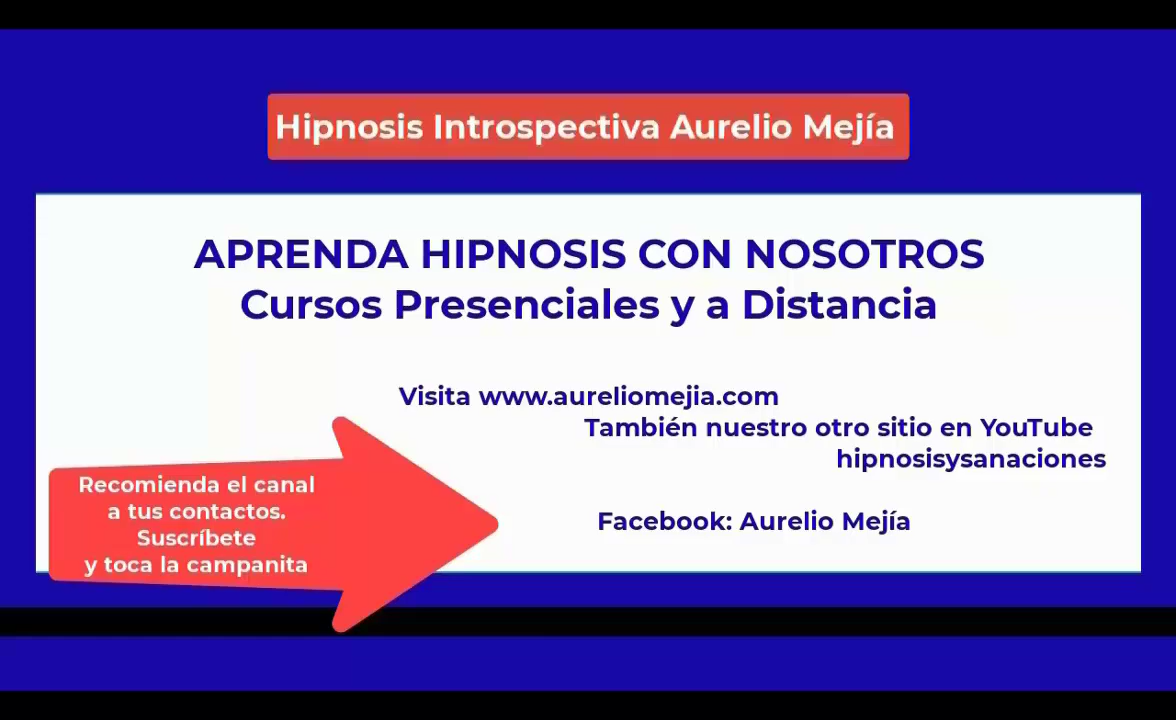 Hipnosis Introspectiva Aurelio Mejía
APRENDA HIPNOSIS CON NOSOTROS
Cursos Presenciales y a Distancia
Visita www.aureliomejia.com
También nuestro otro sitio en YouTube
hipnosisysanaciones
Facebook: Aurelio Mejía
Recomienda el canal
a tus contactos.
Suscríbete
y toca la campanita